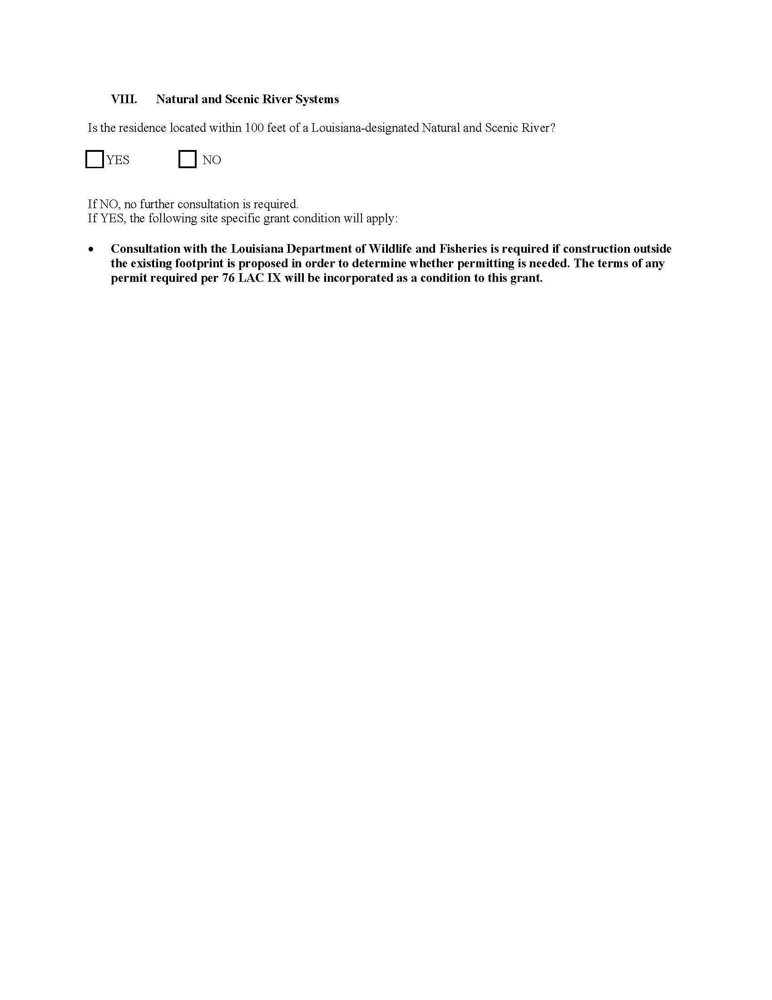 VIII. Natural and Scenic River Systems
Is the residence located within 100 feet of a Louisiana-designated Natural and Scenic River?
YES NO
If NO, no further consultation is required.
If YES, the following site specific grant condition will apply:
• Consultation with the Louisiana Department of Wildlife and Fisheries is required if construction outside
the existing footprint is proposed in order to determine whether permitting is needed. The terms of any
permit required per 76 LAC IX will be incorporated as a condition to this grant.